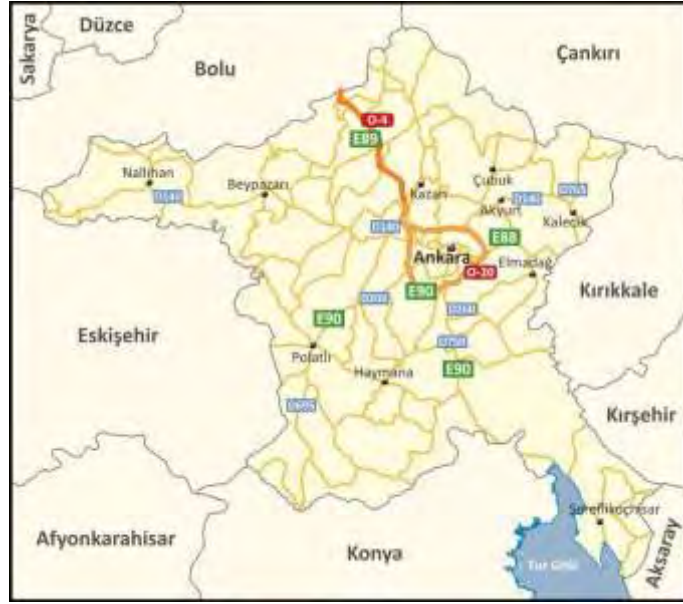 Sakarya
Düzce
Bolu
Çankırı
O-4
E89
Nallıhan
Beypazarı
Kazan
Çubuk
D140
Akyurt
D140
D765
Kalecik
D140
E88
Ankara
O-20
Elmadağ
Kırıkkale
E90
D260
Eskişehir
E90
D750
Polatlı
Haymana
E90
D695
Kırşehir
Şereflikoçhisar
Afyonkarahisar
Konya
Tuz Gölü
Aksaray